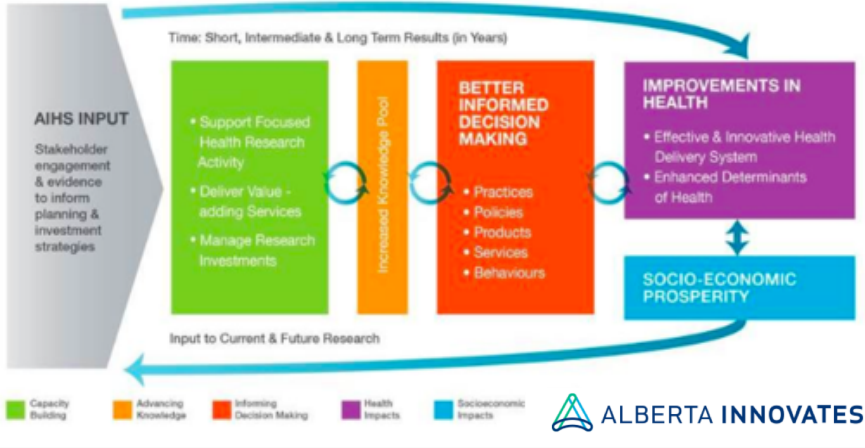 Time: Short, Intermediate & Long Term Results (in Years)
AIHS INPUT
Stakeholder
engagement
& evidence
to inform
planning &
investment
strategies
• Support Focused
Health Research
Activity
• Deliver Value -
adding Services
• Manage Research
Investments
Increased Knowledge Pool
BETTER
INFORMED
DECISION
MAKING
• Practices
• Policies
• Products
• Services
• Behaviours
IMPROVEMENTS IN
HEALTH
• Effective & Innovative Health
Delivery System
• Enhanced Determinants
of Health
SOCIO-ECONOMIC
PROSPERITY
Input to Current & Future Research
Capacity
Building
Advancing
Knowledge
Informing
Decision Making
Health
Impacts
Socioeconomic
Impacts
ALBERTA INNOVATES